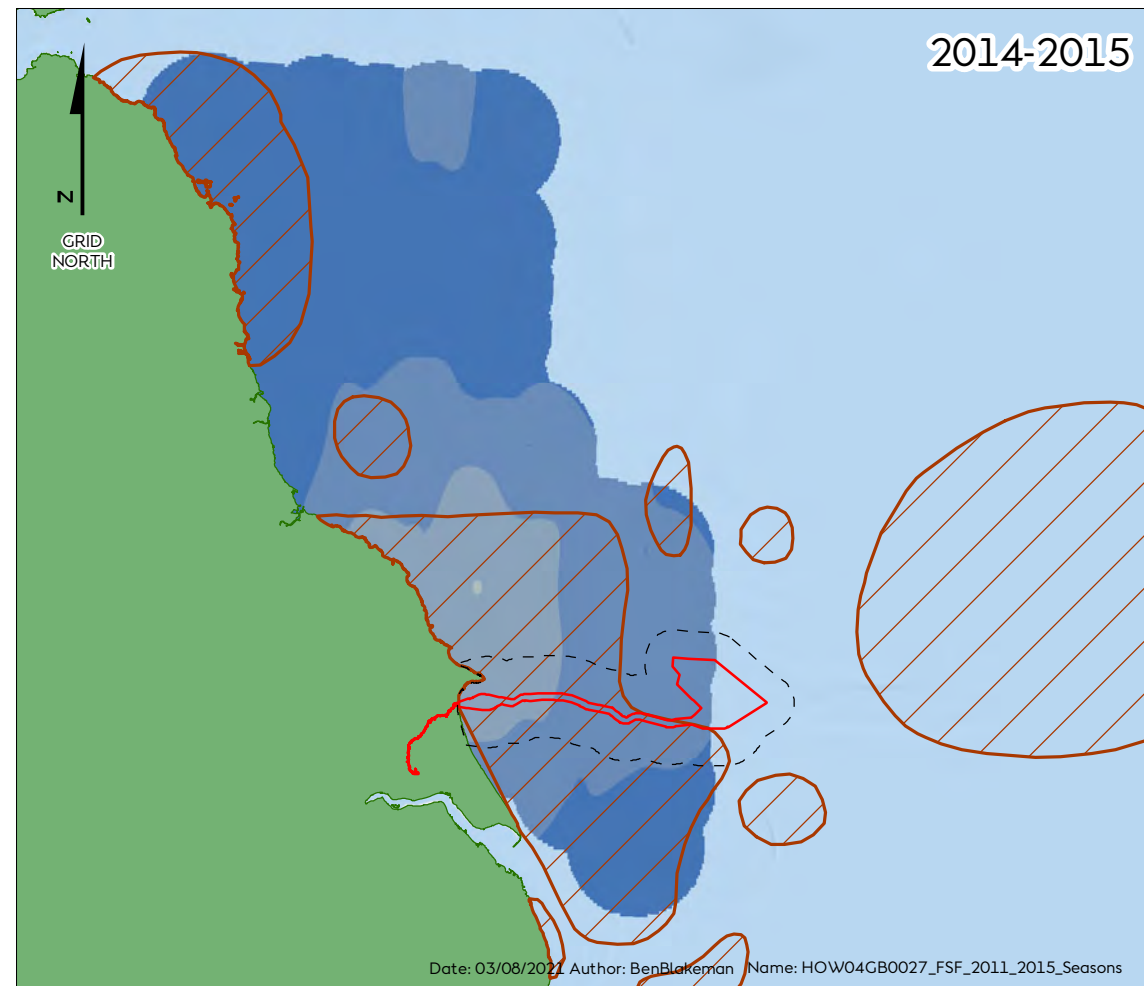 2014-2015
N
GRID
NORTH
Date: 03/08/2021 Author: BenBlakeman Name: HOW04GB0027_FSF_2011_2015_Seasons